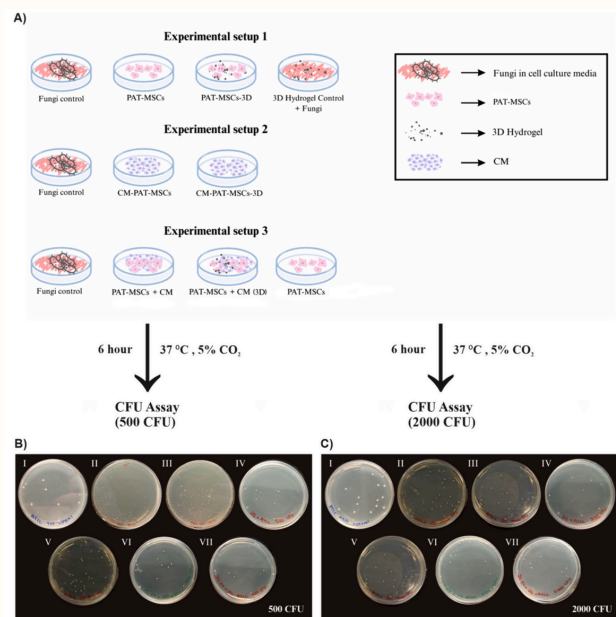 A)
Experimental setup 1
Fungi control
PAT-MSCs
PAT-MSCs-3D
3D Hydrogel Control
+ Fungi
Fungi in cell culture media
PAT-MSCs
3D Hydrogel
CM
Experimental setup 2
Fungi control
CM-PAT-MSCs
CM-PAT-MSCs-3D
Experimental setup 3
Fungi control
PAT-MSCs + CM
PAT-MSCs + CM (3D)
PAT-MSCs
6 hour 37 °C , 5% CO₂
6 hour 37 °C , 5% CO₂
CFU Assay
(500 CFU)
CFU Assay
(2000 CFU)
B)
I II III IV
V VI VII
500 CFU
C)
I II III IV
V VI VII
2000 CFU